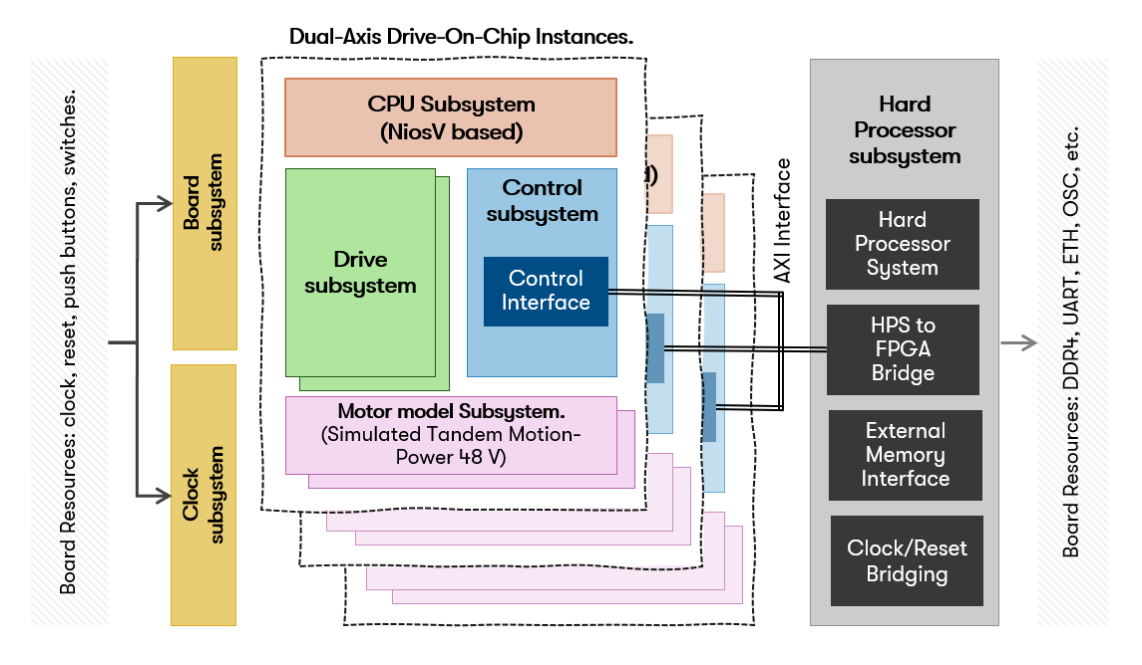 Dual-Axis Drive-On-Chip Instances.
Board Resources: clock, reset, push buttons, switches.
Board
subsystem
Clock
subsystem
CPU Subsystem
(NiosV based)
Drive
subsystem
Control
subsystem
Control
Interface
Motor model Subsystem.
(Simulated Tandem Motion-
Power 48 V)
d)
AXI Interface
Hard
Processor
subsystem
Hard
Processor
System
HPS to
FPGA
Bridge
External
Memory
Interface
Clock/Reset
Bridging
Board Resources: DDR4, UART, ETH, OSC, etc.